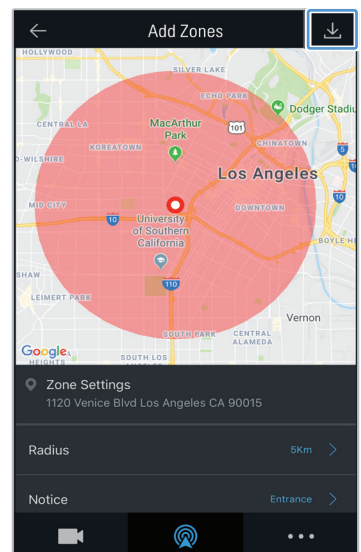 Add Zones
HOLLYWOOD
SILVER LAKE
ECHO PARK
Dodger Stadiu
CENTRAL LA
MacArthur
Park
101
CHINATOWN
KOREATOWN
5
D-WILSHIRE
Los Angeles
10
MID CITY
DOWNTOWN
10
University
of Southern
California
BOYLE H
SHAW
110
LEIMERT PARK
Vernon
SOUTH PARK
CENTRAL
ALAMEDA
Google
HEIGHTS
SOUTH LOS
Zone Settings
1120 Venice Blvd Los Angeles CA 90015
Radius 5Km
Notice Entrance